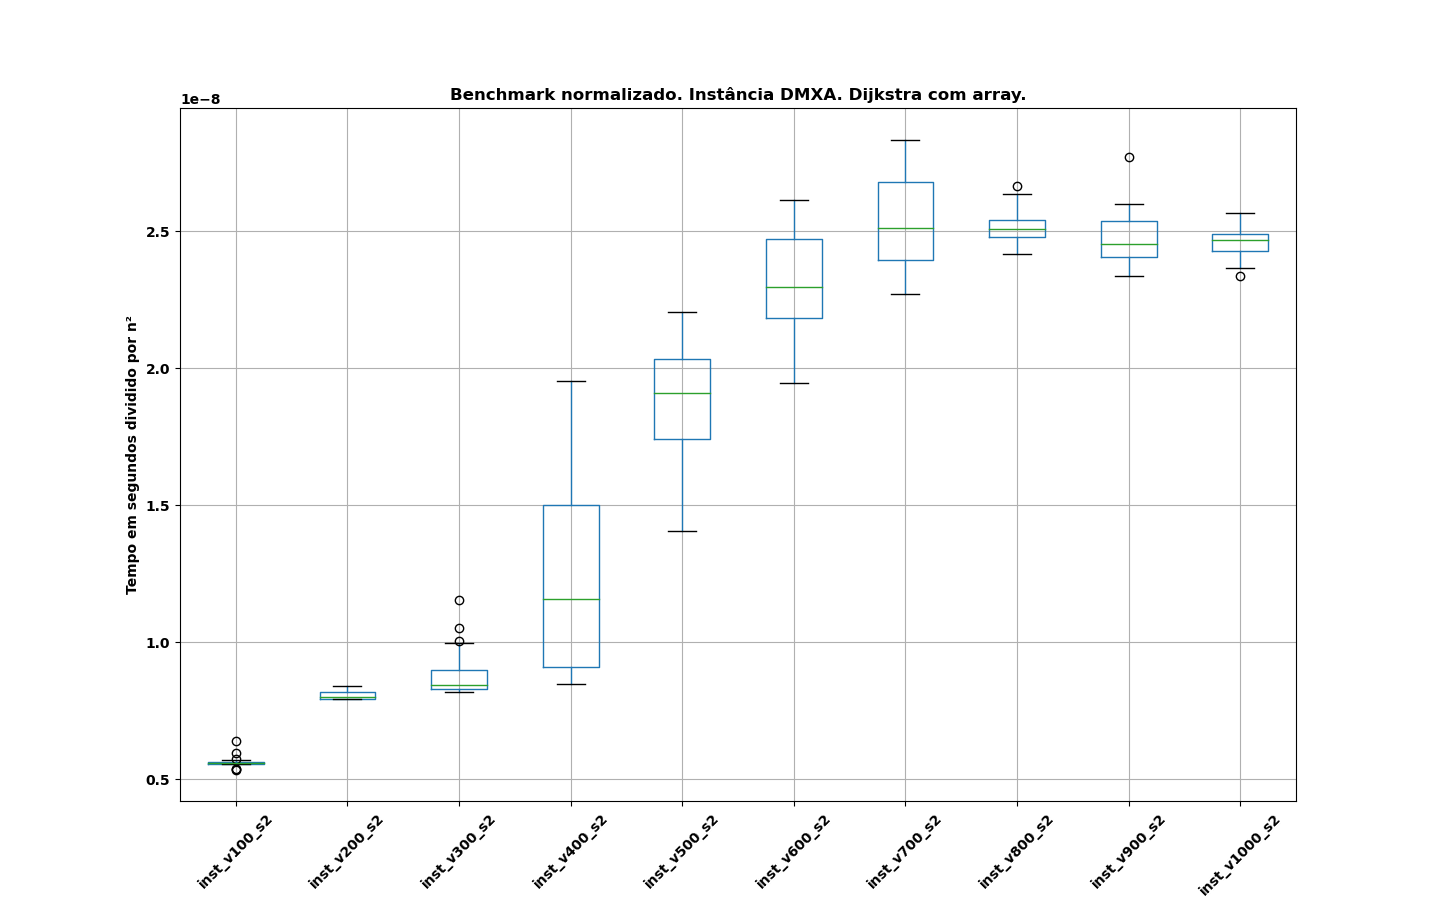 Benchmark normalizado. Instância DMXA. Dijkstra com array.
1e−8
Tempo em segundos dividido por n²
2.5
2.0
1.5
1.0
0.5
inst_v100_s2
inst_v200_s2
inst_v300_s2
inst_v400_s2
inst_v500_s2
inst_v600_s2
inst_v700_s2
inst_v800_s2
inst_v900_s2
inst_v1000_s2